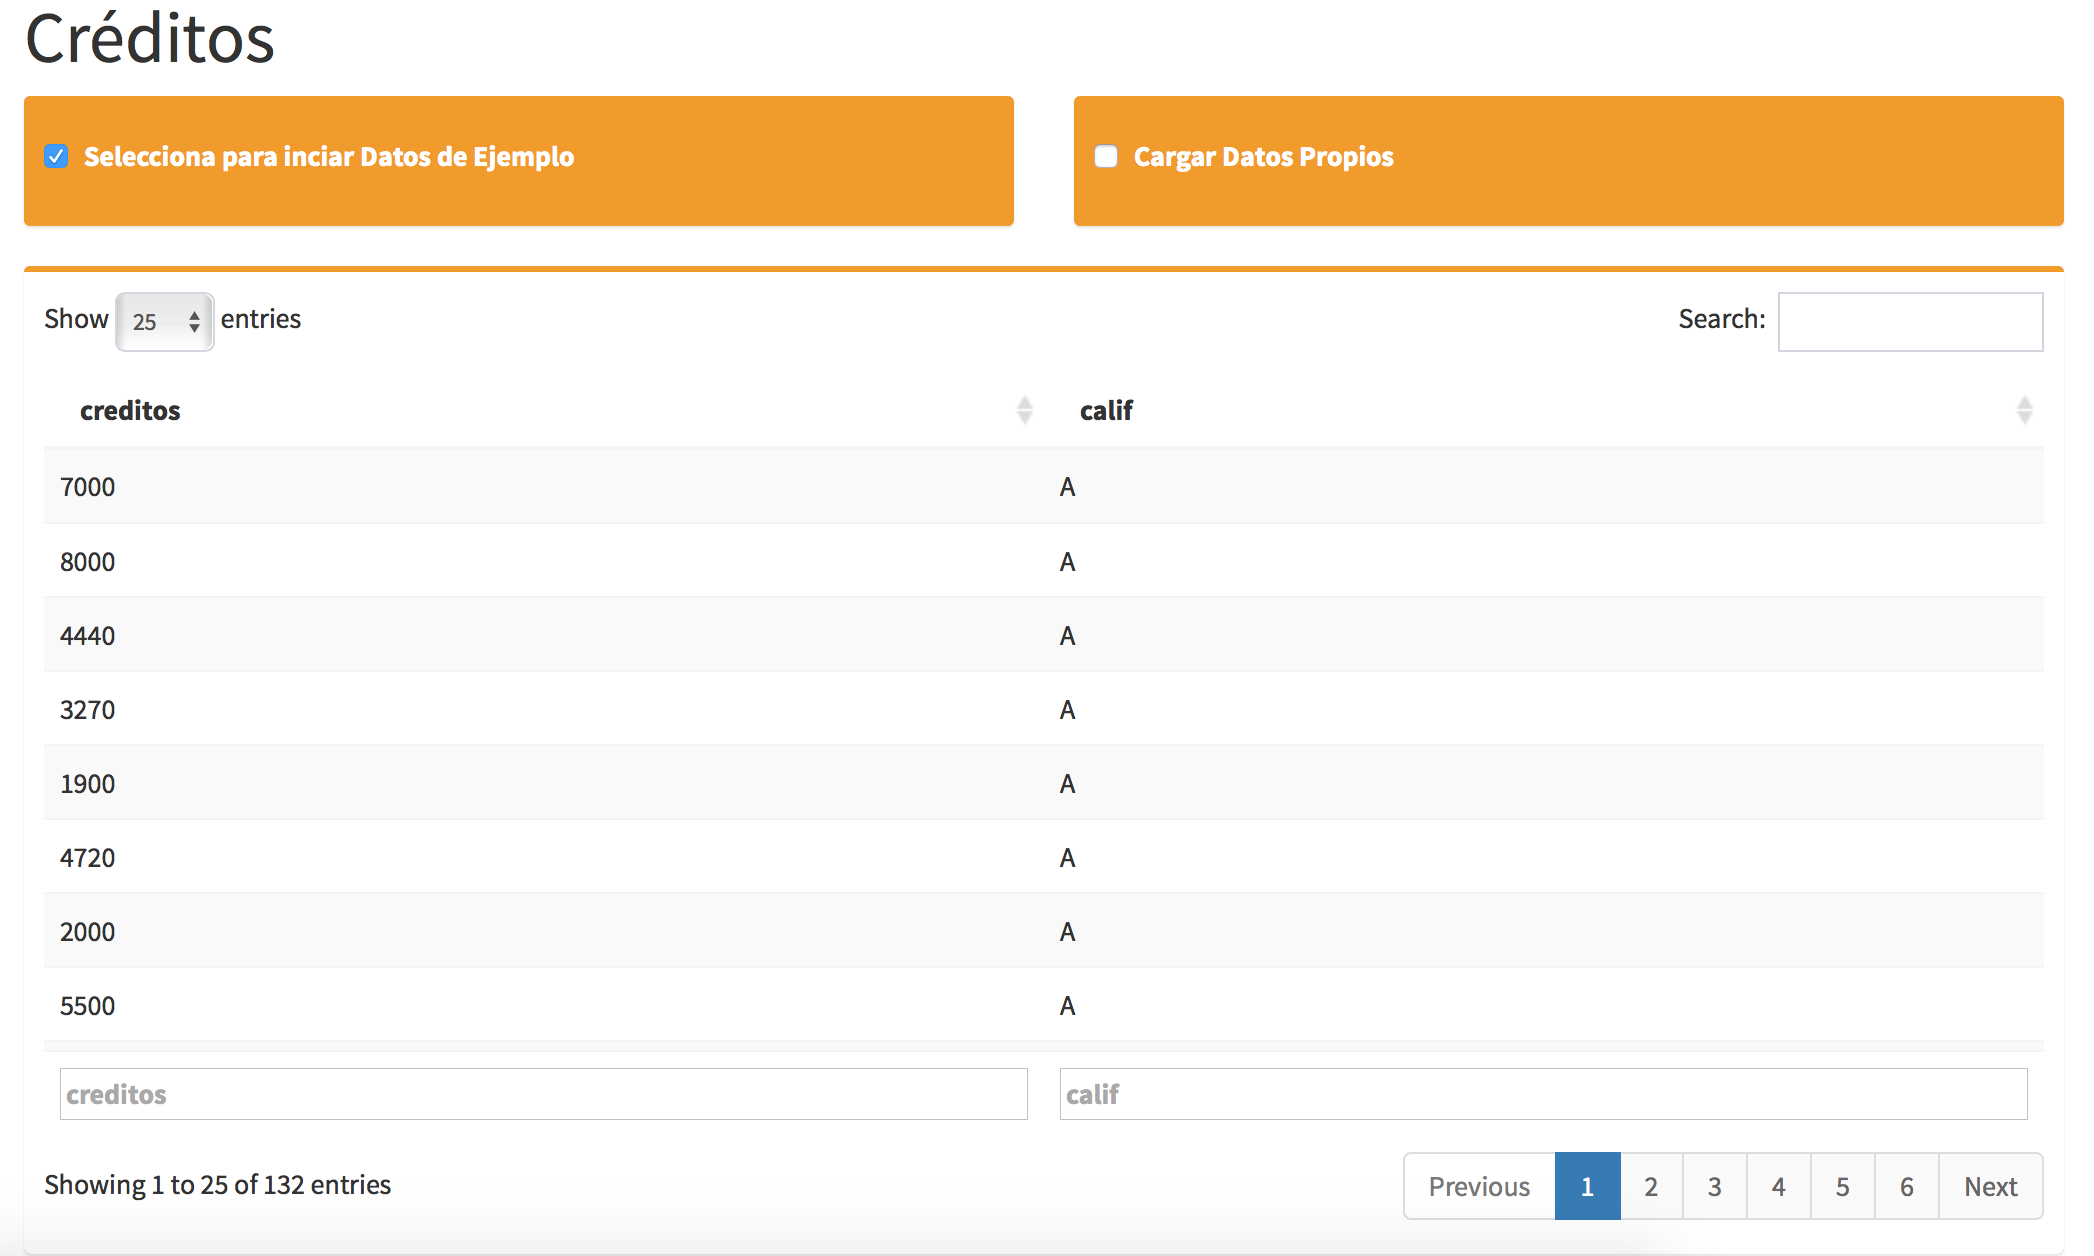 Créditos
Selecciona para inciar Datos de Ejemplo
Cargar Datos Propios
Show 25 entries
Search:
creditos calif
7000 A
8000 A
4440 A
3270 A
1900 A
4720 A
2000 A
5500 A
creditos calif
Showing 1 to 25 of 132 entries
Previous 1 2 3 4 5 6 Next